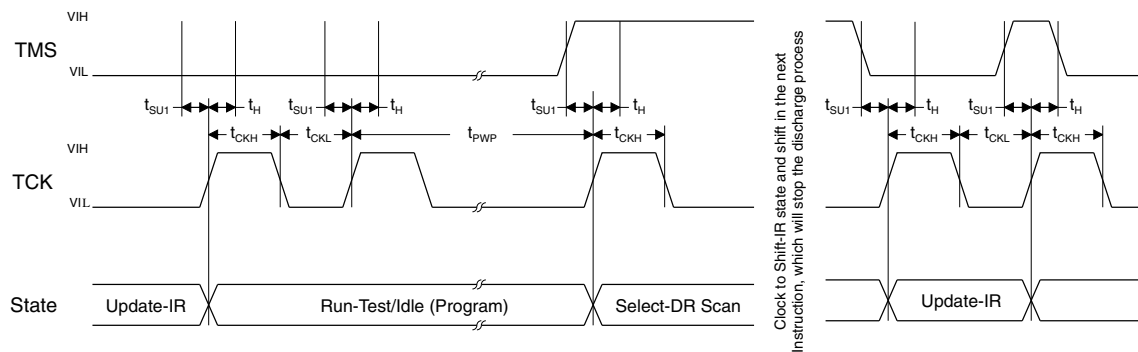 VIH
TMS
VIL
tSU1 tH tSU1 tH tSU1 tH tSU1 tH tSU1 tH
tCKH tCKL tPWP tCKH tCKH tCKL tCKH
VIH
TCK
VIL
State
Update-IR
Run-Test/Idle (Program)
Select-DR Scan
Clock to Shift-IR state and shift in the next
Instruction, which will stop the discharge process
Update-IR